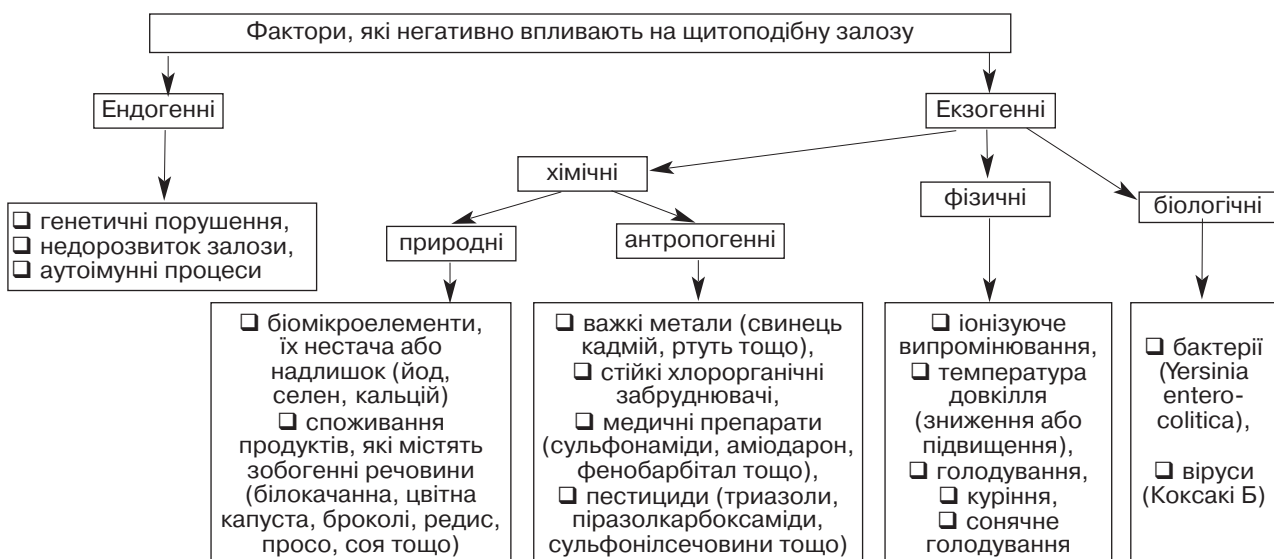 Фактори, які негативно впливають на щитоподібну залозу
Ендогенні
Екзогенні
хімічні
фізичні
біологічні
природні
антропогенні
❑ генетичні порушення,
❑ недорозвиток залози,
❑ аутоімунні процеси
❑ біомікроелементи,
їх нестача або
надлишок (йод,
селен, кальцій)
❑ споживання
продуктів, які містять
зобогенні речовини
(білокачанна, цвітна
капуста, броколі, редис,
просо, соя тощо)
❑ важкі метали (свинець
кадмій, ртуть тощо),
❑ стійкі хлорорганічні
забруднювачі,
❑ медичні препарати
(сульфонаміди, аміодарон,
фенобарбітал тощо),
❑ пестициди (триазоли,
піразолкарбоксаміди,
сульфонілсечовини тощо)
❑ іонізуюче
випромінювання,
❑ температура
довкілля
(зниження або
підвищення),
❑ голодування,
❑ куріння,
❑ сонячне
голодування
❑ бактерії
(Yersinia
entero-
colitica),
❑ віруси
(Коксакі Б)